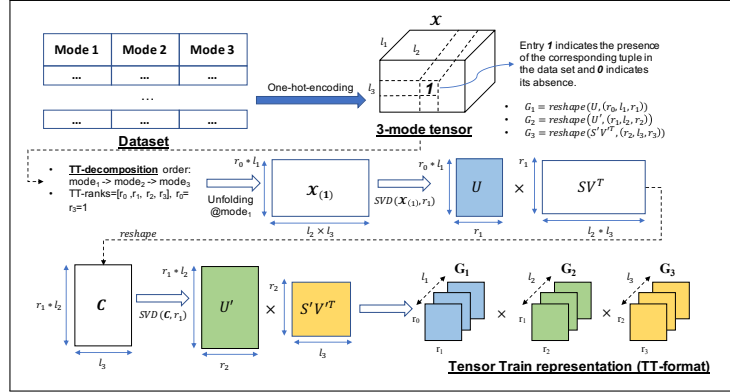 Mode 1 Mode 2 Mode 3
... ... ...
...
... ... ...
Dataset
One-hot-encoding
𝒳
l₁
l₂
l₃
1
3-mode tensor
Entry 1 indicates the presence
of the corresponding tuple in
the data set and 0 indicates
its absence.
• G₁ = reshape(U, (r₀, l₁, r₁))
• G₂ = reshape(U′, (r₁, l₂, r₂))
• G₃ = reshape(S′V′ᵀ, (r₂, l₃, r₃))
• TT-decomposition order:
mode₁ -> mode₂ -> mode₃
• TT-ranks=[r₀ ,r₁, r₂, r₃], r₀=
r₃=1
Unfolding
@mode₁
r₀ * l₁
𝒳₍₁₎
l₂ × l₃
SVD(𝒳₍₁₎, r₁)
r₀ * l₁
U
r₁
×
r₁
SVᵀ
l₂ * l₃
reshape
r₁ * l₂
C
l₃
SVD(C, r₁)
r₁ * l₂
U′
r₂
×
r₂
S′V′ᵀ
l₃
G₁
l₁
r₀
r₁
×
G₂
l₂
r₁
r₂
×
G₃
l₃
r₂
r₃
Tensor Train representation (TT-format)